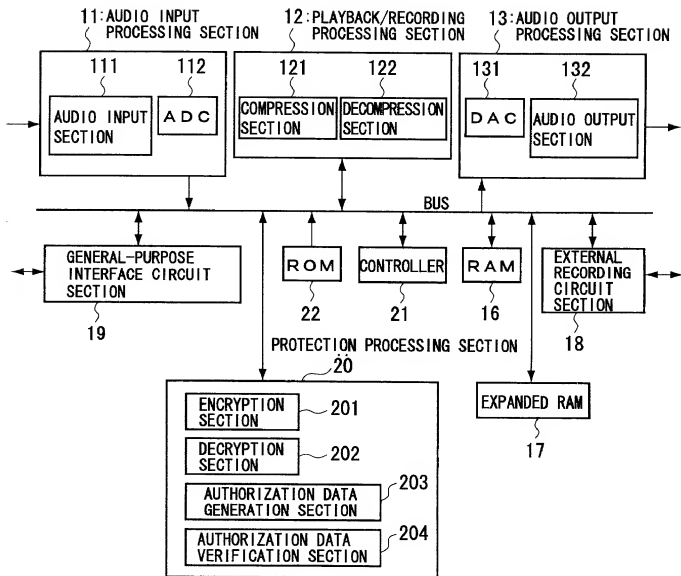 11:AUDIO INPUT
PROCESSING SECTION
12:PLAYBACK/RECORDING
PROCESSING SECTION
13:AUDIO OUTPUT
PROCESSING SECTION
111
112
121
122
131
132
AUDIO INPUT
SECTION
ADC
COMPRESSION
SECTION
DECOMPRESSION
SECTION
DAC
AUDIO OUTPUT
SECTION
BUS
GENERAL-PURPOSE
INTERFACE CIRCUIT
SECTION
ROM
CONTROLLER
RAM
EXTERNAL
RECORDING
CIRCUIT
SECTION
19
22
21
16
18
PROTECTION PROCESSING SECTION
:
20
ENCRYPTION
SECTION
201
DECRYPTION
SECTION
202
AUTHORIZATION DATA
GENERATION SECTION
203
AUTHORIZATION DATA
VERIFICATION SECTION
204
EXPANDED RAM
17